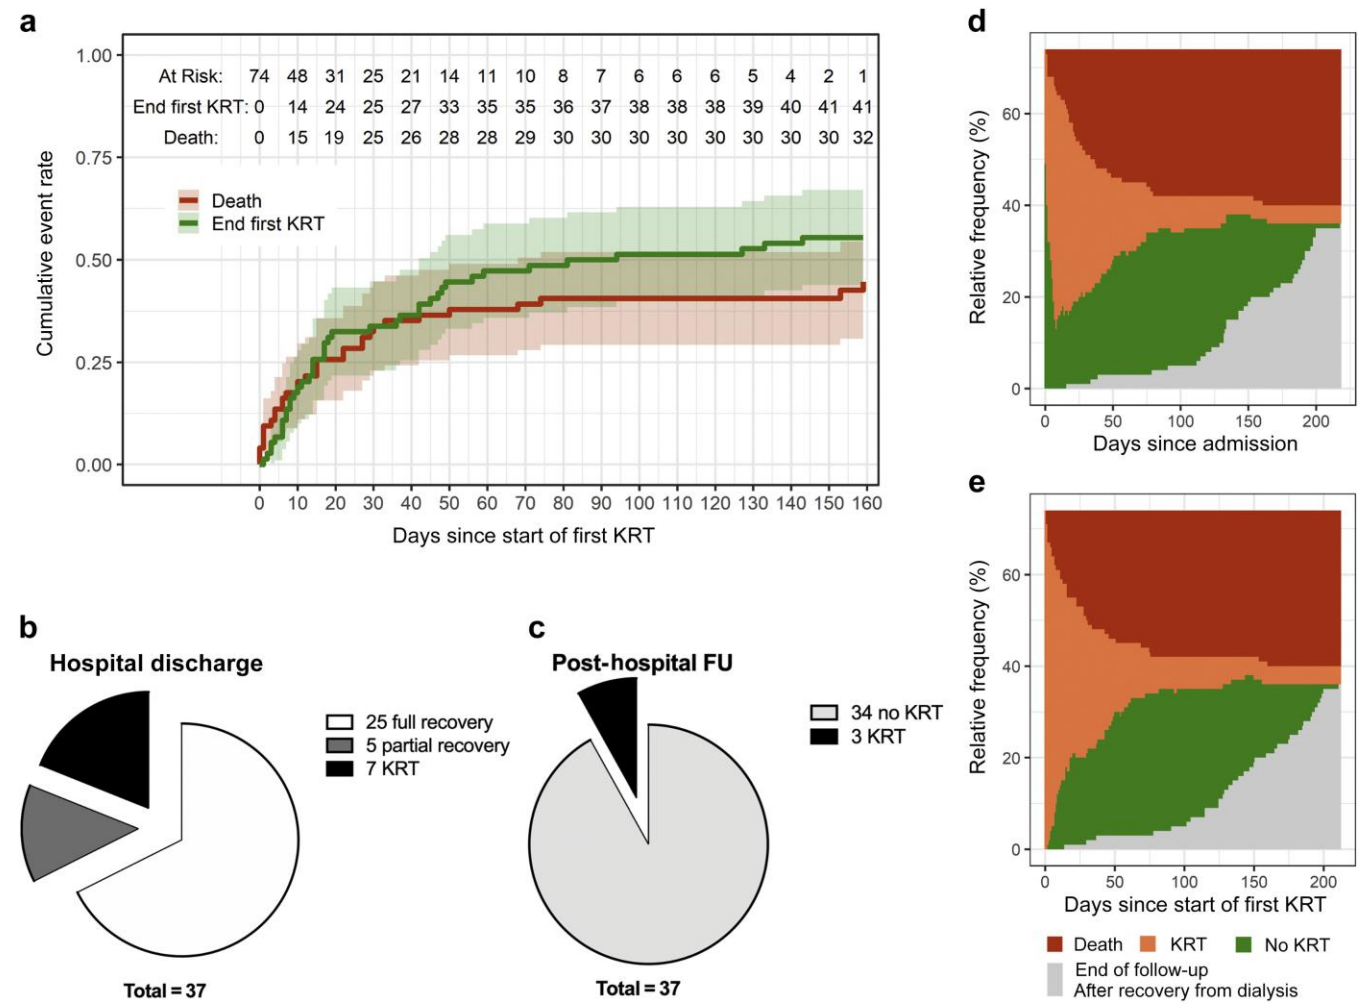 a
Cumulative event rate
1.00
0.75
0.50
0.25
0.00
At Risk: 74 48 31 25 21 14 11 10 8 7 6 6 6 5 4 2 1
End first KRT: 0 14 24 25 27 33 35 35 36 37 38 38 38 39 40 41 41
Death: 0 15 19 25 26 28 28 29 30 30 30 30 30 30 30 30 32
Death
End first KRT
0 10 20 30 40 50 60 70 80 90 100 110 120 130 140 150 160
Days since start of first KRT
b
Hospital discharge
25 full recovery
5 partial recovery
7 KRT
Total = 37
c
Post-hospital FU
34 no KRT
3 KRT
Total = 37
d
Relative frequency (%)
60
40
20
0
0 50 100 150 200
Days since admission
e
Relative frequency (%)
60
40
20
0
0 50 100 150 200
Days since start of first KRT
Death KRT No KRT
End of follow-up
After recovery from dialysis